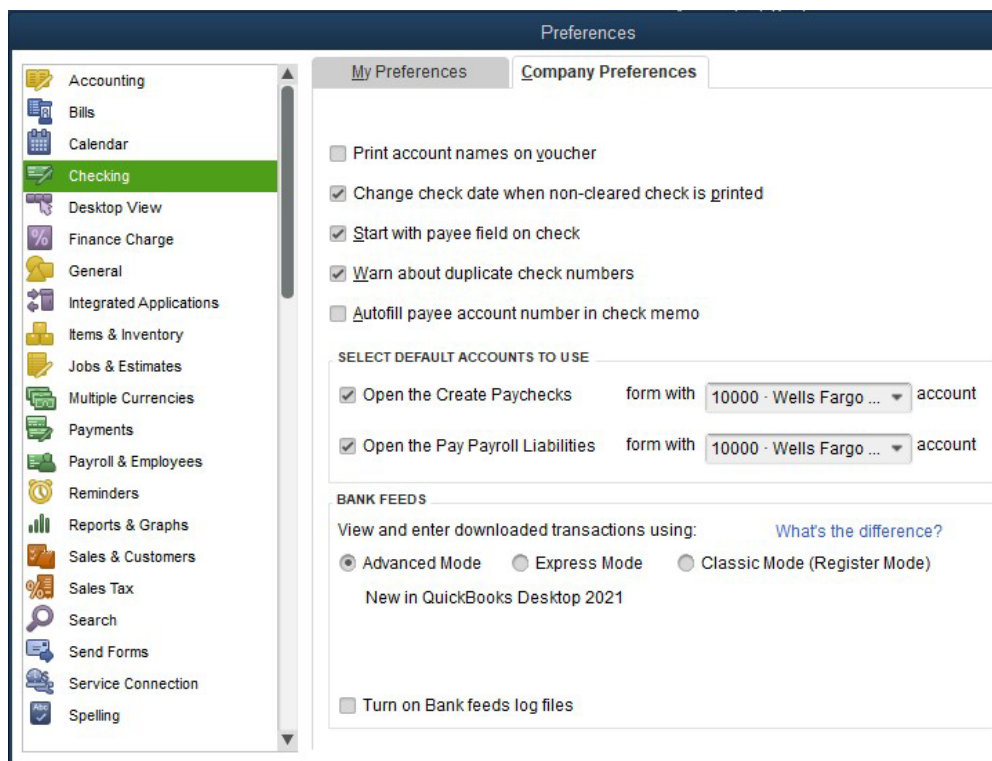 Preferences
Accounting
Bills
Calendar
Checking
Desktop View
Finance Charge
General
Integrated Applications
Items & Inventory
Jobs & Estimates
Multiple Currencies
Payments
Payroll & Employees
Reminders
Reports & Graphs
Sales & Customers
Sales Tax
Search
Send Forms
Service Connection
Spelling
My Preferences
Company Preferences
Print account names on voucher
Change check date when non-cleared check is printed
Start with payee field on check
Warn about duplicate check numbers
Autofill payee account number in check memo
SELECT DEFAULT ACCOUNTS TO USE
Open the Create Paychecks form with 10000 · Wells Fargo ... account
Open the Pay Payroll Liabilities form with 10000 · Wells Fargo ... account
BANK FEEDS
View and enter downloaded transactions using: What's the difference?
Advanced Mode Express Mode Classic Mode (Register Mode)
New in QuickBooks Desktop 2021
Turn on Bank feeds log files